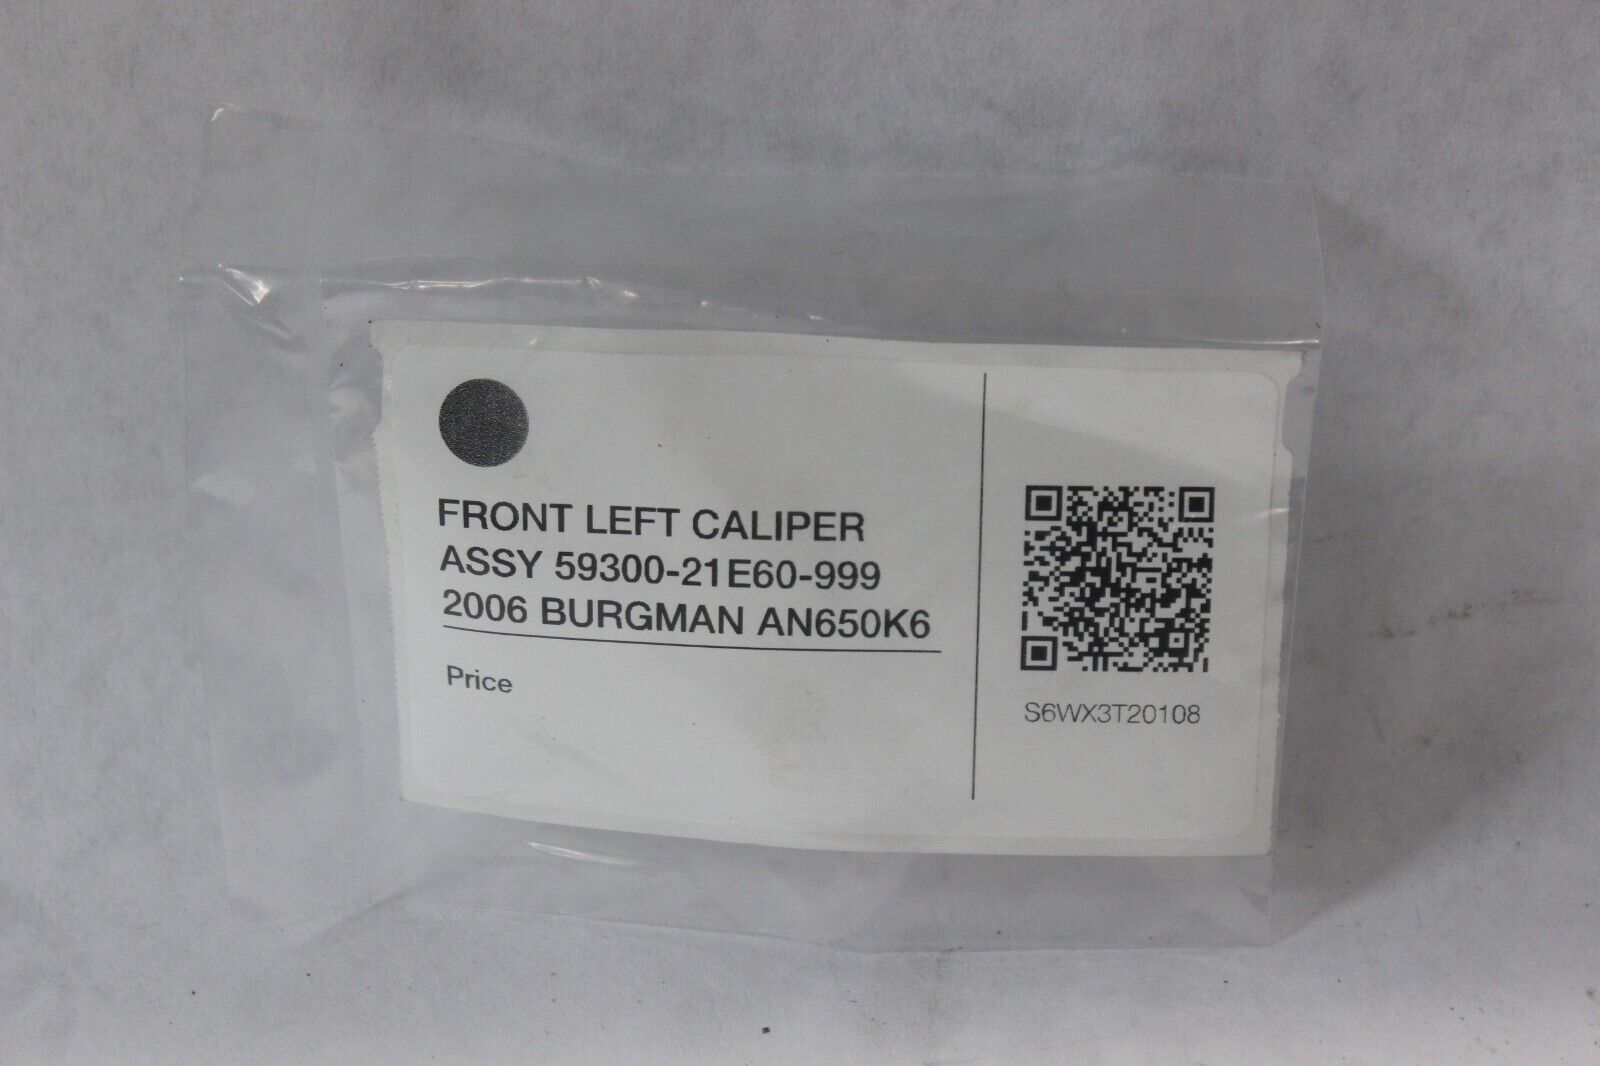 FRONT LEFT CALIPER
ASSY 59300-21E60-999
2006 BURGMAN AN650K6
Price
S6WX3T20108